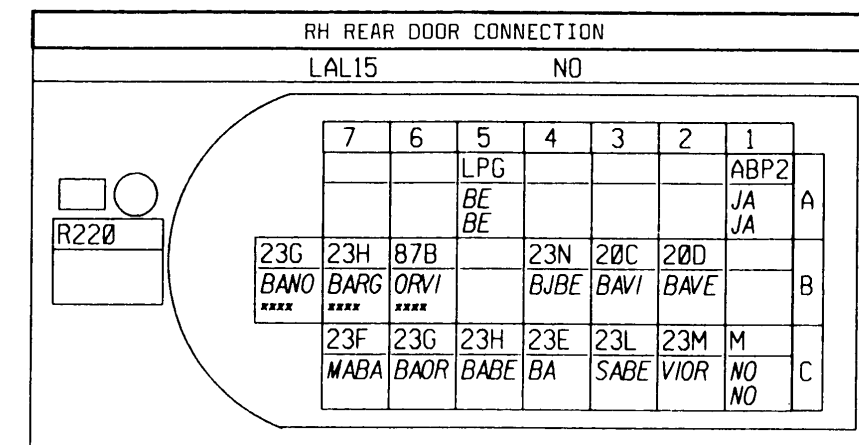 RH REAR DOOR CONNECTION
LAL15 NO
7 6 5 4 3 2 1
LPG ABP2
BE JA A
BE JA
R220
23G 23H 87B 23N 20C 20D
BANO BARG ORVI BJBE BAVI BAVE B
xxxx xxxx xxxx
23F 23G 23H 23E 23L 23M M
MABA BAOR BABE BA SABE VIOR NO C
NO